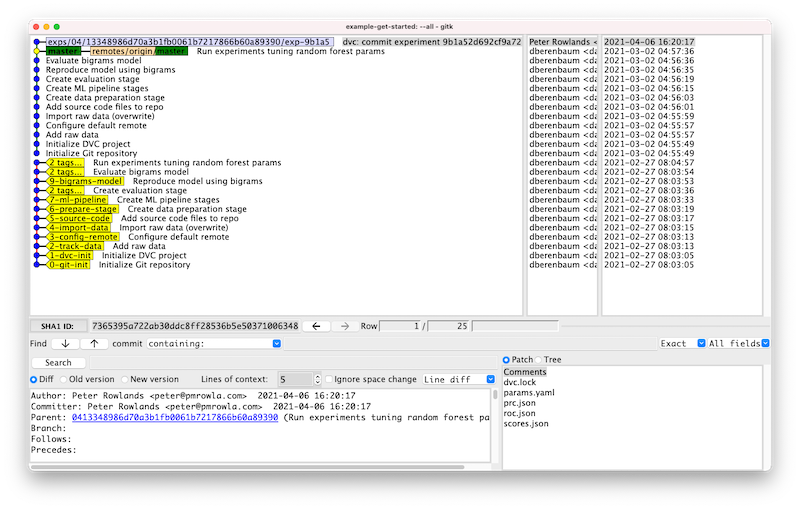 example-get-started: --all - gitk
exps/04/13348986d70a3b1fb0061b7217866b60a89390/exp-9b1a5 dvc: commit experiment 9b1a52d692cf9a72 Peter Rowlands < 2021-04-06 16:20:17
master remotes/origin/master Run experiments tuning random forest params dberenbaum <da 2021-03-02 04:57:36
Evaluate bigrams model dberenbaum <da 2021-03-02 04:56:36
Reproduce model using bigrams dberenbaum <da 2021-03-02 04:56:35
Create evaluation stage dberenbaum <da 2021-03-02 04:56:19
Create ML pipeline stages dberenbaum <da 2021-03-02 04:56:15
Create data preparation stage dberenbaum <da 2021-03-02 04:56:03
Add source code files to repo dberenbaum <da 2021-03-02 04:56:01
Import raw data (overwrite) dberenbaum <da 2021-03-02 04:55:59
Configure default remote dberenbaum <da 2021-03-02 04:55:57
Add raw data dberenbaum <da 2021-03-02 04:55:57
Initialize DVC project dberenbaum <da 2021-03-02 04:55:49
Initialize Git repository dberenbaum <da 2021-03-02 04:55:49
2 tags... Run experiments tuning random forest params dberenbaum <da 2021-02-27 08:04:57
2 tags... Evaluate bigrams model dberenbaum <da 2021-02-27 08:03:54
9-bigrams-model Reproduce model using bigrams dberenbaum <da 2021-02-27 08:03:53
2 tags... Create evaluation stage dberenbaum <da 2021-02-27 08:03:36
7-ml-pipeline Create ML pipeline stages dberenbaum <da 2021-02-27 08:03:33
6-prepare-stage Create data preparation stage dberenbaum <da 2021-02-27 08:03:19
5-source-code Add source code files to repo dberenbaum <da 2021-02-27 08:03:17
4-import-data Import raw data (overwrite) dberenbaum <da 2021-02-27 08:03:15
3-config-remote Configure default remote dberenbaum <da 2021-02-27 08:03:13
2-track-data Add raw data dberenbaum <da 2021-02-27 08:03:13
1-dvc-init Initialize DVC project dberenbaum <da 2021-02-27 08:03:05
0-git-init Initialize Git repository dberenbaum <da 2021-02-27 08:03:05
SHA1 ID: 7365395a722ab30ddc8ff28536b5e50371006348 Row 1 / 25
Find commit containing: Exact All fields
Search
Diff Old version New version Lines of context: 5 Ignore space change Line diff
Author: Peter Rowlands <peter@pmrowla.com> 2021-04-06 16:20:17
Committer: Peter Rowlands <peter@pmrowla.com> 2021-04-06 16:20:17
Parent: 0413348986d70a3b1fb0061b7217866b60a89390 (Run experiments tuning random forest pa
Branch:
Follows:
Precedes:
Patch Tree
Comments
dvc.lock
params.yaml
prc.json
roc.json
scores.json